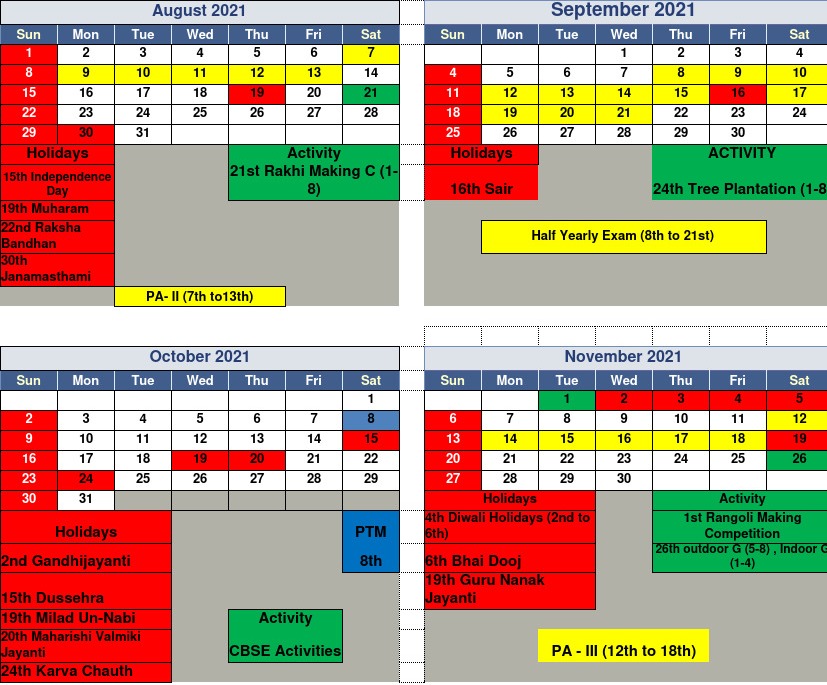 August 2021
Sun Mon Tue Wed Thu Fri Sat
1 2 3 4 5 6 7
8 9 10 11 12 13 14
15 16 17 18 19 20 21
22 23 24 25 26 27 28
29 30 31
Holidays
15th Independence
Day
19th Muharam
22nd Raksha
Bandhan
30th
Janamasthami
Activity
21st Rakhi Making C (1-
8)
PA- II (7th to13th)
September 2021
Sun Mon Tue Wed Thu Fri Sat
1 2 3 4
4 5 6 7 8 9 10
11 12 13 14 15 16 17
18 19 20 21 22 23 24
25 26 27 28 29 30
Holidays
16th Sair
ACTIVITY
24th Tree Plantation (1-8
Half Yearly Exam (8th to 21st)
October 2021
Sun Mon Tue Wed Thu Fri Sat
1
2 3 4 5 6 7 8
9 10 11 12 13 14 15
16 17 18 19 20 21 22
23 24 25 26 27 28 29
30 31
Holidays
2nd Gandhijayanti
15th Dussehra
19th Milad Un-Nabi
20th Maharishi Valmiki
Jayanti
24th Karva Chauth
PTM
8th
Activity
CBSE Activities
November 2021
Sun Mon Tue Wed Thu Fri Sat
1 2 3 4 5
6 7 8 9 10 11 12
13 14 15 16 17 18 19
20 21 22 23 24 25 26
27 28 29 30
Holidays
4th Diwali Holidays (2nd to
6th)
6th Bhai Dooj
19th Guru Nanak
Jayanti
Activity
1st Rangoli Making
Competition
26th outdoor G (5-8) , Indoor G
(1-4)
PA - III (12th to 18th)